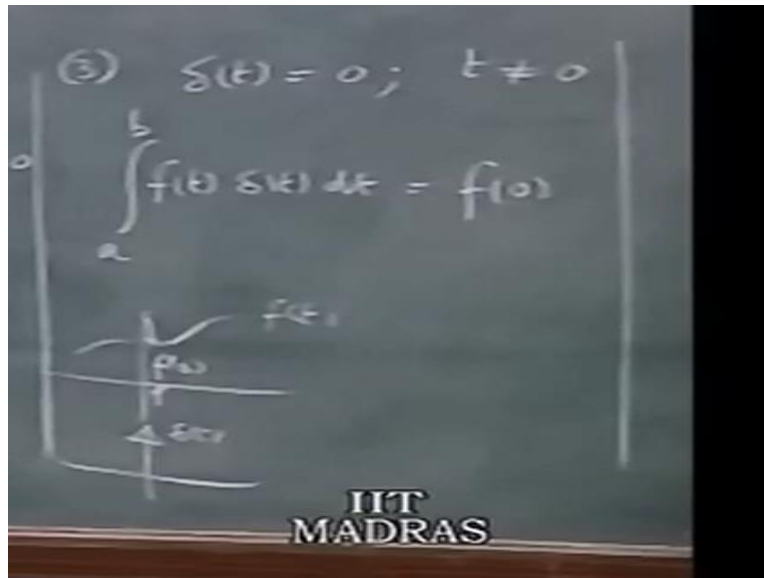 (3) δ(t) = 0; t ≠ 0
b
∫ f(t) δ(t) dt = f(0)
a
f(t)
f(0)
δ(t)
IIT
MADRAS